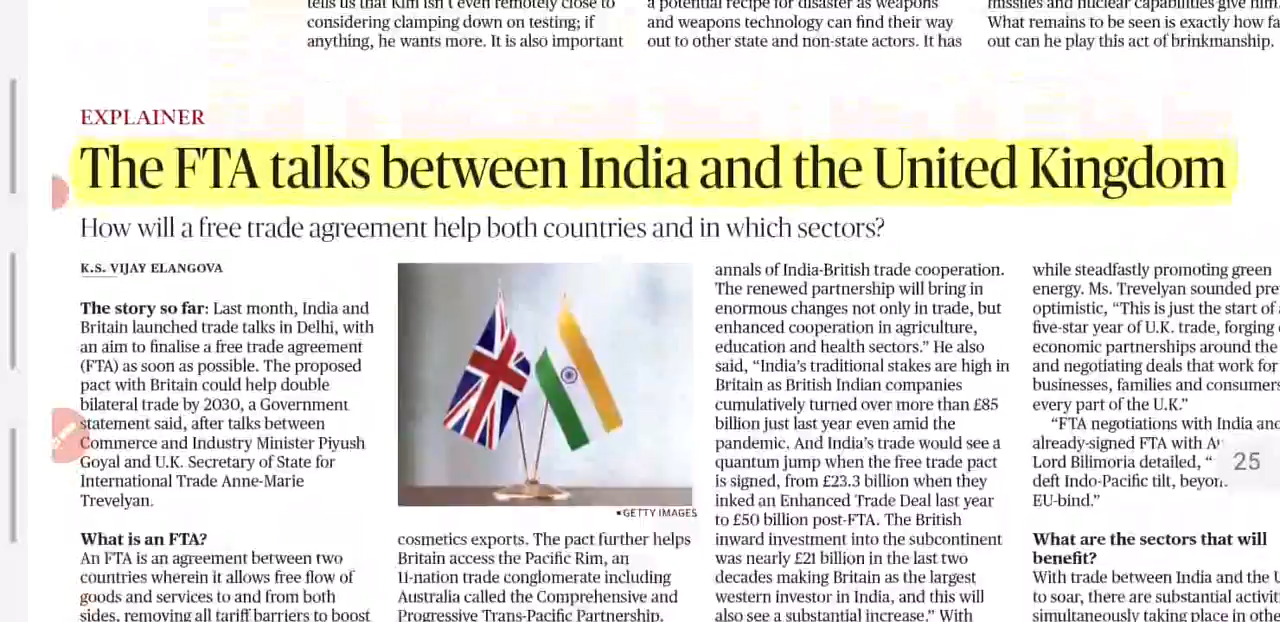 tells us that Kim isn't even remotely close to
considering clamping down on testing; if
anything, he wants more. It is also important
a potential recipe for disaster as weapons
and weapons technology can find their way
out to other state and non-state actors. It has
missiles and nuclear capabilities give him.
What remains to be seen is exactly how fa
out can he play this act of brinkmanship.
EXPLAINER
The FTA talks between India and the United Kingdom
How will a free trade agreement help both countries and in which sectors?
K.S. VIJAY ELANGOVA
The story so far: Last month, India and
Britain launched trade talks in Delhi, with
an aim to finalise a free trade agreement
(FTA) as soon as possible. The proposed
pact with Britain could help double
bilateral trade by 2030, a Government
statement said, after talks between
Commerce and Industry Minister Piyush
Goyal and U.K. Secretary of State for
International Trade Anne-Marie
Trevelyan.
What is an FTA?
An FTA is an agreement between two
countries wherein it allows free flow of
goods and services to and from both
sides, removing all tariff barriers to boost
GETTY IMAGES
cosmetics exports. The pact further helps
Britain access the Pacific Rim, an
11-nation trade conglomerate including
Australia called the Comprehensive and
Progressive Trans-Pacific Partnership.
annals of India-British trade cooperation.
The renewed partnership will bring in
enormous changes not only in trade, but
enhanced cooperation in agriculture,
education and health sectors.” He also
said, “India's traditional stakes are high in
Britain as British Indian companies
cumulatively turned over more than £85
billion just last year even amid the
pandemic. And India's trade would see a
quantum jump when the free trade pact
is signed, from £23.3 billion when they
inked an Enhanced Trade Deal last year
to £50 billion post-FTA. The British
inward investment into the subcontinent
was nearly £21 billion in the last two
decades making Britain as the largest
western investor in India, and this will
also see a substantial increase.” With
while steadfastly promoting green
energy. Ms. Trevelyan sounded pre
optimistic, “This is just the start of
five-star year of U.K. trade, forging
economic partnerships around the
and negotiating deals that work for
businesses, families and consumers
every part of the U.K.”
“FTA negotiations with India and
already-signed FTA with
Lord Bilimoria detailed, “
deft Indo-Pacific tilt,
EU-bind.”
25
What are the sectors that will
benefit?
With trade between India and the U
to soar, there are substantial activiti
simultaneously taking place in othe